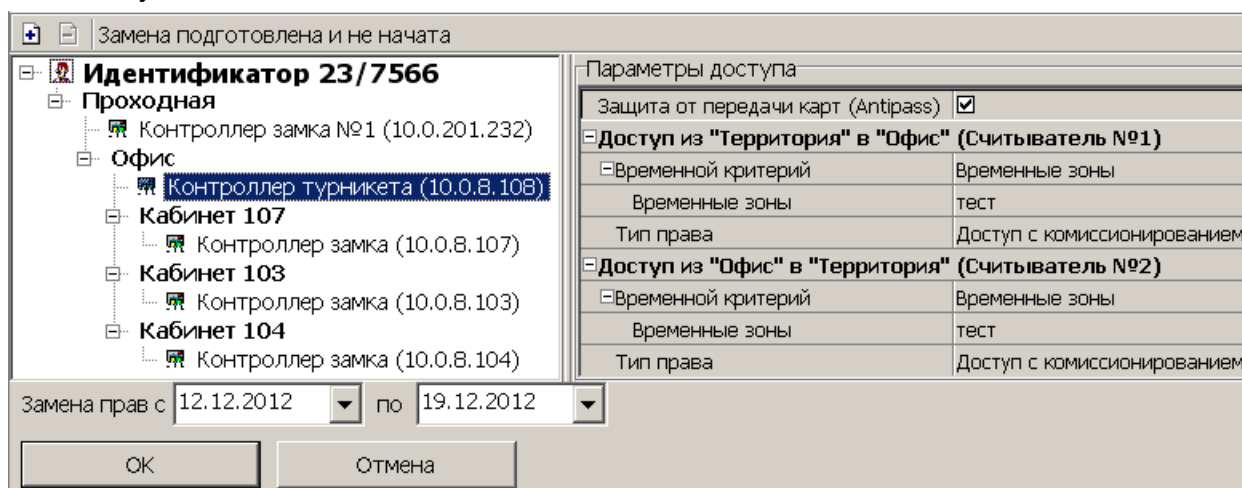 Замена подготовлена и не начата
Идентификатор 23/7566
Проходная
Контроллер замка №1 (10.0.201.232)
Офис
Контроллер турникета (10.0.8.108)
Кабинет 107
Контроллер замка (10.0.8.107)
Кабинет 103
Контроллер замка (10.0.8.103)
Кабинет 104
Контроллер замка (10.0.8.104)
Параметры доступа
Защита от передачи карт (Antipass)
Доступ из "Территория" в "Офис" (Считыватель №1)
Временной критерий Временные зоны
Временные зоны тест
Тип права Доступ с комиссионированием
Доступ из "Офис" в "Территория" (Считыватель №2)
Временной критерий Временные зоны
Временные зоны тест
Тип права Доступ с комиссионированием
Замена прав с 12.12.2012 по 19.12.2012
ОК Отмена